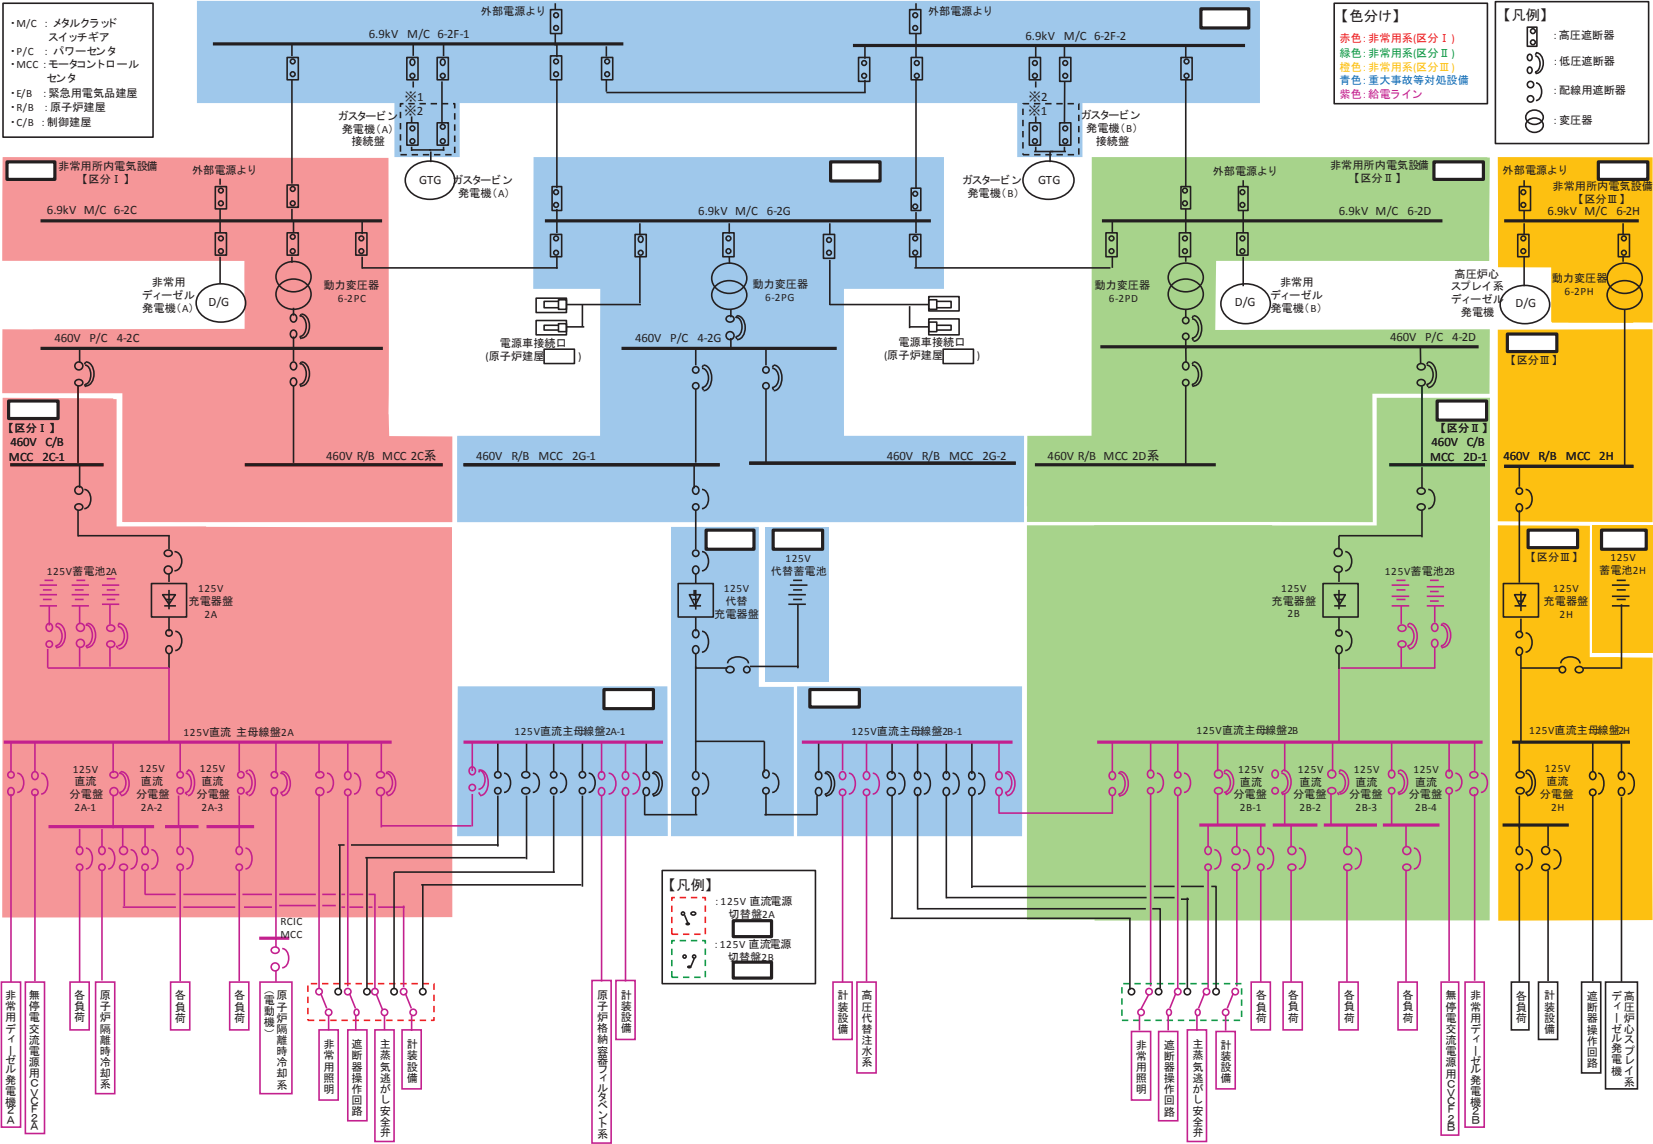 ・M/C ：メタルクラッド
スイッチギア
・P/C ：パワーセンタ
・MCC ：モータコントロール
センタ
・E/B ：緊急用電気品建屋
・R/B ：原子炉建屋
・C/B ：制御建屋
外部電源より
外部電源より
6.9kV M/C 6-2F-1
6.9kV M/C 6-2F-2
【色分け】
赤色：非常用系(区分Ⅰ)
緑色：非常用系(区分Ⅱ)
橙色：非常用系(区分Ⅲ)
青色：重大事故等対処設備
紫色：給電ライン
【凡例】
：高圧遮断器
：低圧遮断器
：配線用遮断器
：変圧器
※1
※2
ガスタービン
発電機(A)
接続盤
GTG
ガスタービン
発電機(A)
※2
※1
ガスタービン
発電機(B)
接続盤
ガスタービン
発電機(B)
GTG
非常用所内電気設備
【区分Ⅰ】
外部電源より
6.9kV M/C 6-2C
非常用
ディーゼル
発電機(A)
D/G
動力変圧器
6-2PC
6.9kV M/C 6-2G
動力変圧器
6-2PG
電源車接続口
(原子炉建屋 )
電源車接続口
(原子炉建屋 )
外部電源より
非常用所内電気設備
【区分Ⅱ】
6.9kV M/C 6-2D
動力変圧器
6-2PD
D/G
非常用
ディーゼル
発電機(B)
外部電源より
非常用所内電気設備
【区分Ⅲ】
6.9kV M/C 6-2H
高圧炉心
スプレイ系
ディーゼル
発電機
D/G
動力変圧器
6-2PH
460V P/C 4-2C
460V P/C 4-2G
460V P/C 4-2D
【区分Ⅲ】
【区分Ⅰ】
460V C/B
MCC 2C-1
460V R/B MCC 2C系
460V R/B MCC 2G-1
460V R/B MCC 2G-2
460V R/B MCC 2D系
【区分Ⅱ】
460V C/B
MCC 2D-1
460V R/B MCC 2H
125V蓄電池2A
125V
充電器盤
2A
125V
代替
充電器盤
125V
代替蓄電池
125V
充電器盤
2B
125V蓄電池2B
【区分Ⅲ】
125V
充電器盤
2H
125V
蓄電池2H
125V直流 主母線盤2A
125V直流主母線盤2A-1
125V直流主母線盤2B-1
125V直流主母線盤2B
125V直流主母線盤2H
125V
直流
分電盤
2A-1
125V
直流
分電盤
2A-2
125V
直流
分電盤
2A-3
125V
直流
分電盤
2B-1
125V
直流
分電盤
2B-2
125V
直流
分電盤
2B-3
125V
直流
分電盤
2B-4
125V
直流
分電盤
2H
【凡例】
：125V 直流電源
切替盤2A
：125V 直流電源
切替盤2B
RCIC
MCC
非常用ディーゼル発電機2A
無停電交流電源用CVCF2A
各負荷
原子炉隔離時冷却系
各負荷
各負荷
原子炉隔離時冷却系
(電動機)
非常用照明
遮断器操作回路
主蒸気逃がし安全弁
計装設備
原子炉格納容器フィルタベント系
計装設備
計装設備
高圧代替注水系
非常用照明
遮断器操作回路
主蒸気逃がし安全弁
計装設備
各負荷
各負荷
各負荷
各負荷
無停電交流電源用CVCF2B
非常用ディーゼル発電機2B
各負荷
計装設備
遮断器操作回路
高圧炉心スプレイ系
ディーゼル発電機